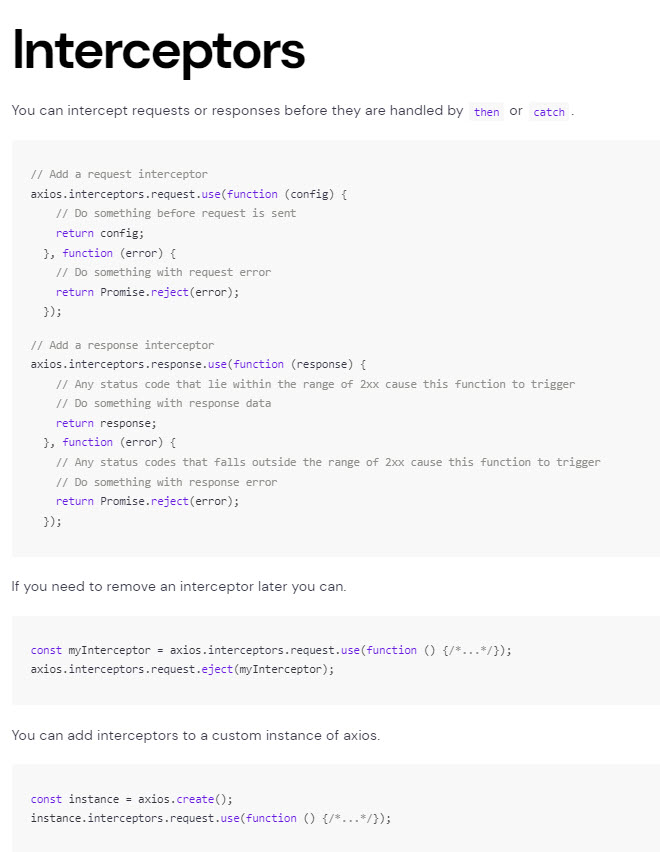 Interceptors
You can intercept requests or responses before they are handled by then or catch .
// Add a request interceptor
axios.interceptors.request.use(function (config) {
    // Do something before request is sent
    return config;
  }, function (error) {
    // Do something with request error
    return Promise.reject(error);
  });
// Add a response interceptor
axios.interceptors.response.use(function (response) {
    // Any status code that lie within the range of 2xx cause this function to trigger
    // Do something with response data
    return response;
  }, function (error) {
    // Any status codes that falls outside the range of 2xx cause this function to trigger
    // Do something with response error
    return Promise.reject(error);
  });
If you need to remove an interceptor later you can.
const myInterceptor = axios.interceptors.request.use(function () {/*...*/});
axios.interceptors.request.eject(myInterceptor);
You can add interceptors to a custom instance of axios.
const instance = axios.create();
instance.interceptors.request.use(function () {/*...*/});